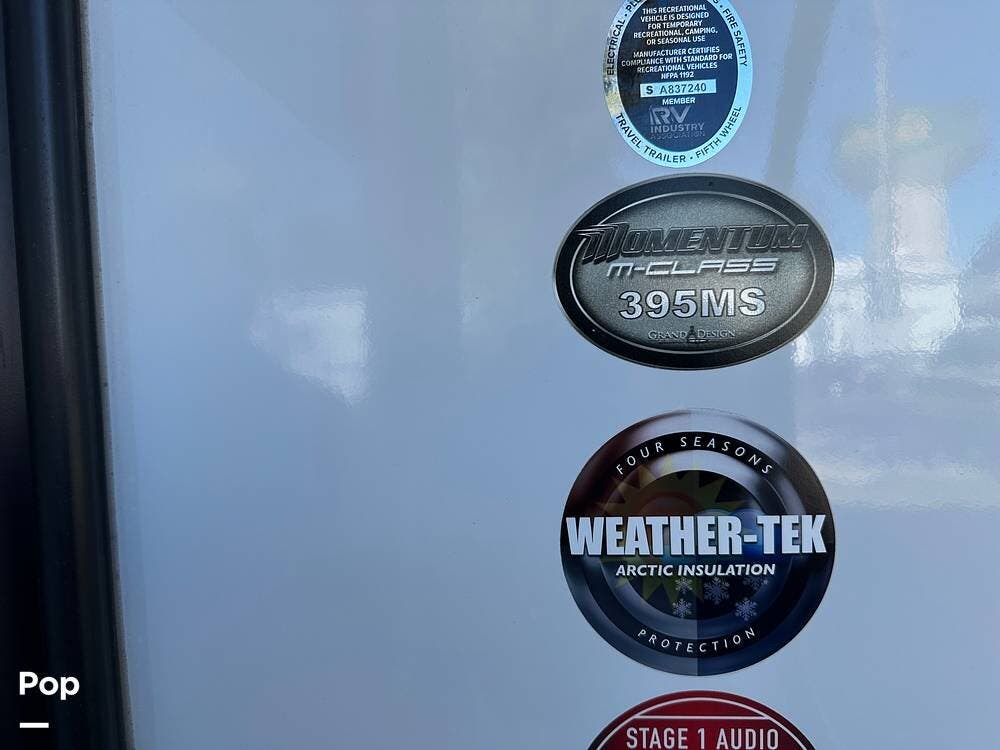 ELECTRICAL
FIRE SAFETY
THIS RECREATIONAL
VEHICLE IS DESIGNED
FOR TEMPORARY
RECREATIONAL, CAMPING,
OR SEASONAL USE
MANUFACTURER CERTIFIES
COMPLIANCE WITH STANDARD FOR
RECREATIONAL VEHICLES
NFPA 1192
S A837240
MEMBER
RV
INDUSTRY
ASSOCIATION
TRAVEL TRAILER • FIFTH WHEEL
MOMENTUM
M-CLASS
395MS
GRAND DESIGN
FOUR SEASONS
WEATHER-TEK
ARCTIC INSULATION
PROTECTION
STAGE 1 AUDIO
Pop